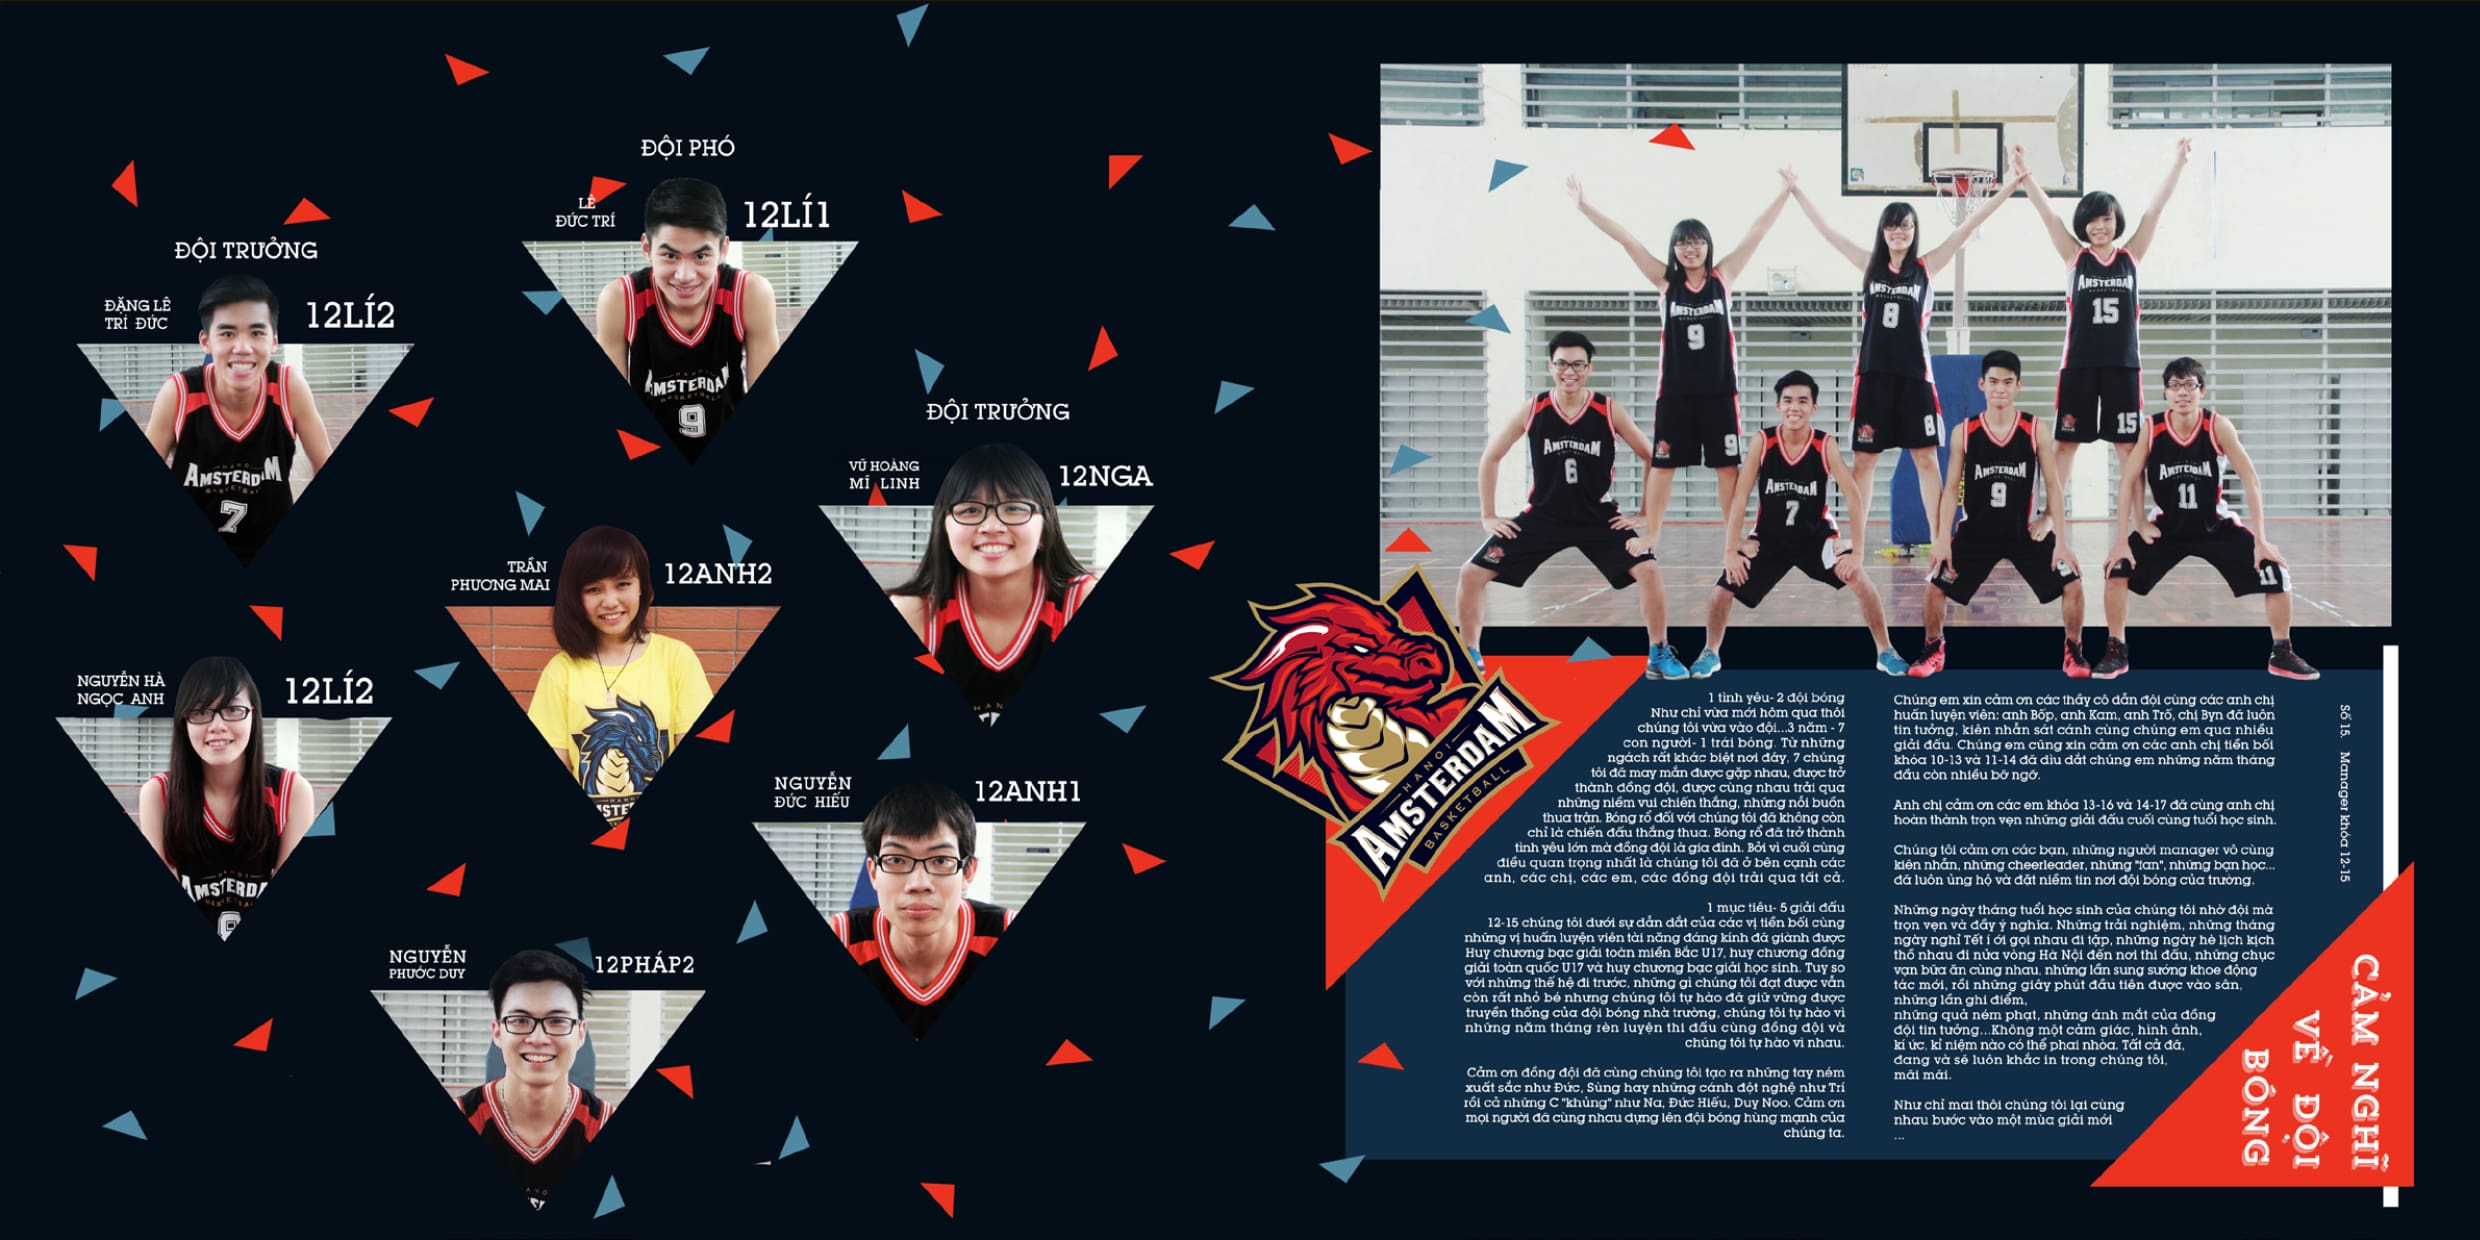 ĐỘI PHÓ
LÊ
ĐỨC TRÍ
12LÍ1
ĐỘI TRƯỞNG
ĐẶNG LÊ
TRÍ ĐỨC
12LÍ2
ĐỘI TRƯỞNG
VŨ HOÀNG
MĨ LINH
12NGA
TRẦN
PHƯƠNG MAI
12ANH2
NGUYỄN HÀ
NGỌC ANH
12LÍ2
NGUYỄN
ĐỨC HIẾU
12ANH1
NGUYỄN
PHƯỚC DUY
12PHÁP2
HANOI
AMSTERDAM
BASKETBALL
7
AMSTERDA
BASKETBALL
9
AMSTERDAM
9
9
AMSTERDAM
8
8
AMSTERDAM
15
15
AMSTERDAM
6
AMSTERDAM
7
AMSTERDAM
9
9
AMSTERDAM
11
11
HANOI
AMSTERDAM
BASKETBALL
1 tình yêu- 2 đội bóng
Như chỉ vừa mới hôm qua thôi
chúng tôi vừa vào đội...3 năm - 7
con người- 1 trái bóng. Từ những
ngách rất khác biệt nơi đây, 7 chúng
tôi đã may mắn được gặp nhau, được trở
thành đồng đội, được cùng nhau trải qua
những niềm vui chiến thắng, những nỗi buồn
thua trận. Bóng rổ đối với chúng tôi đã không còn
chỉ là chiến đấu thắng thua. Bóng rổ đã trở thành
tình yêu lớn mà đồng đội là gia đình. Bởi vì cuối cùng
điều quan trọng nhất là chúng tôi đã ở bên cạnh các
anh, các chị, các em, các đồng đội trải qua tất cả.
1 mục tiêu- 5 giải đấu
12-15 chúng tôi dưới sự dẫn dắt của các vị tiền bối cùng
những vị huấn luyện viên tài năng đáng kính đã giành được
Huy chương bạc giải toàn miền Bắc U17, huy chương đồng
giải toàn quốc U17 và huy chương bạc giải học sinh. Tuy so
với những thế hệ đi trước, những gì chúng tôi đạt được vẫn
còn rất nhỏ bé nhưng chúng tôi tự hào đã giữ vững được
truyền thống của đội bóng nhà trường, chúng tôi tự hào vì
những năm tháng rèn luyện thi đấu cùng đồng đội và
chúng tôi tự hào vì nhau.
Cảm ơn đồng đội đã cùng chúng tôi tạo ra những tay ném
xuất sắc như Đức, Sùng hay những cánh đột nghệ như Trí
rồi cả những C "khủng" như Na, Đức Hiếu, Duy Noo. Cảm ơn
mọi người đã cùng nhau dựng lên đội bóng hùng mạnh của
chúng ta.
Chúng em xin cảm ơn các thầy cô dẫn đội cùng các anh chị
huấn luyện viên: anh Bốp, anh Kam, anh Trố, chị Byn đã luôn
tin tưởng, kiên nhẫn sát cánh cùng chúng em qua nhiều
giải đấu. Chúng em cũng xin cảm ơn các anh chị tiền bối
khóa 10-13 và 11-14 đã dìu dắt chúng em những năm tháng
đầu còn nhiều bỡ ngỡ.
Anh chị cảm ơn các em khóa 13-16 và 14-17 đã cùng anh chị
hoàn thành trọn vẹn những giải đấu cuối cùng tuổi học sinh.
Chúng tôi cảm ơn các bạn, những người manager vô cùng
kiên nhẫn, những cheerleader, những "fan", những bạn học...
đã luôn ủng hộ và đặt niềm tin nơi đội bóng của trường.
Những ngày tháng tuổi học sinh của chúng tôi nhờ đội mà
trọn vẹn và đầy ý nghĩa. Những trải nghiệm, những tháng
ngày nghỉ Tết í ới gọi nhau đi tập, những ngày hè lịch kịch
thồ nhau đi nửa vòng Hà Nội đến nơi thi đấu, những chục
vạn bữa ăn cùng nhau, những lần sung sướng khoe động
tác mới, rồi những giây phút đầu tiên được vào sân,
những lần ghi điểm,
những quả ném phạt, những ánh mắt của đồng
đội tin tưởng...Không một cảm giác, hình ảnh,
kí ức, kỉ niệm nào có thể phai nhòa. Tất cả đã,
đang và sẽ luôn khắc in trong chúng tôi,
mãi mãi.
Như chỉ mai thôi chúng tôi lại cùng
nhau bước vào một mùa giải mới
...
Số 15. Manager khóa 12-15
CẢM NGHĨ
VỀ ĐỘI
BÓNG